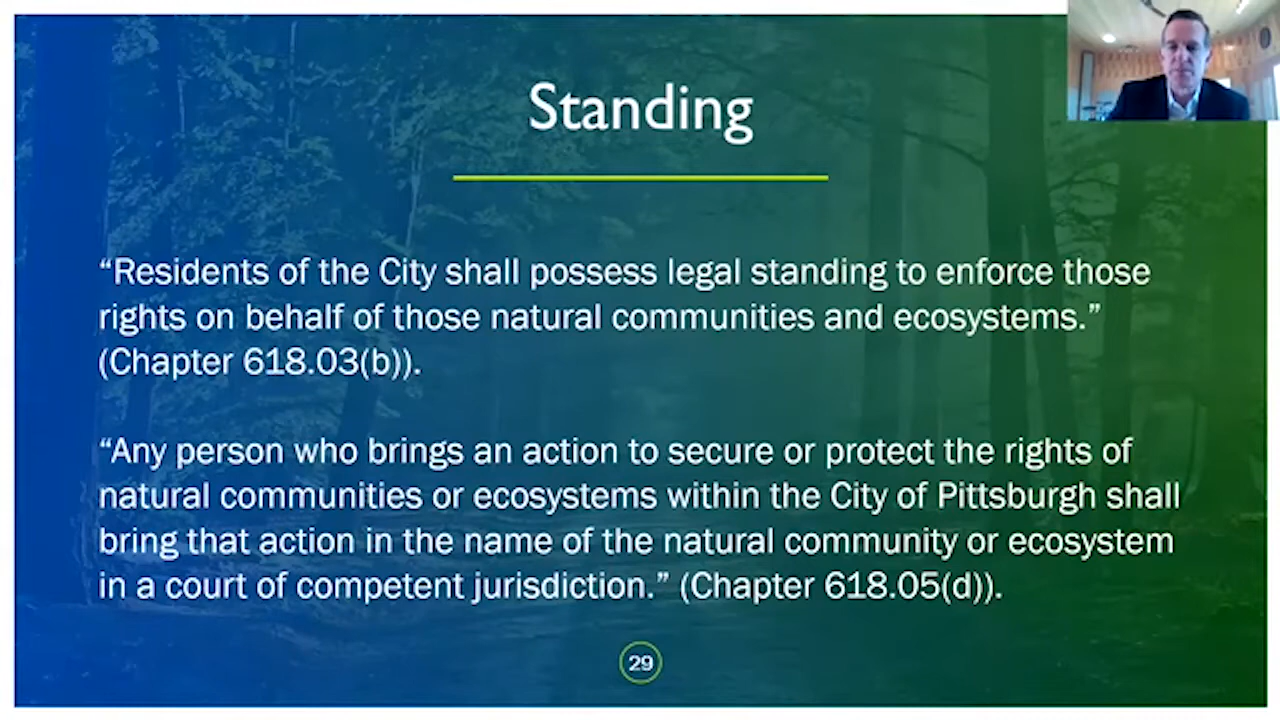 Standing
“Residents of the City shall possess legal standing to enforce those
rights on behalf of those natural communities and ecosystems.”
(Chapter 618.03(b)).
“Any person who brings an action to secure or protect the rights of
natural communities or ecosystems within the City of Pittsburgh shall
bring that action in the name of the natural community or ecosystem
in a court of competent jurisdiction.” (Chapter 618.05(d)).
29